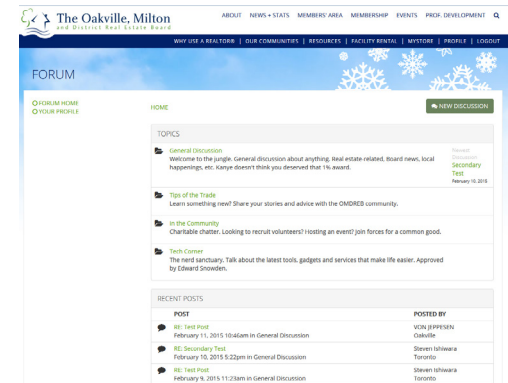 The Oakville, Milton
and District Real Estate Board
ABOUT NEWS + STATS MEMBERS' AREA MEMBERSHIP EVENTS PROF. DEVELOPMENT
WHY USE A REALTOR® | OUR COMMUNITIES | RESOURCES | FACILITY RENTAL | MYSTORE | PROFILE | LOGOUT
FORUM
FORUM HOME
YOUR PROFILE
HOME
NEW DISCUSSION
TOPICS
General Discussion
Welcome to the jungle. General discussion about anything. Real estate-related. Board news, local
happenings, etc. Kanye doesn't think you deserved that 1% award.
Newest
Discussion
Secondary
Test
February 10, 2015
Tips of the Trade
Learn something new? Share your stories and advice with the OMDREB community.
In the Community
Charitable chatter. Looking to recruit volunteers? Hosting an event? Join forces for a common good.
Tech Corner
The nerd sanctuary. Talk about the latest tools, gadgets and services that make life easier. Approved
by Edward Snowden.
RECENT POSTS
POST POSTED BY
RE: Test Post VON JEPPESEN
February 11, 2015 10:46am in General Discussion Oakville
RE: Secondary Test Steven Ishiwara
February 10, 2015 5:22pm in General Discussion Toronto
RE: Test Post Steven Ishiwara
February 9, 2015 11:23am in General Discussion Toronto